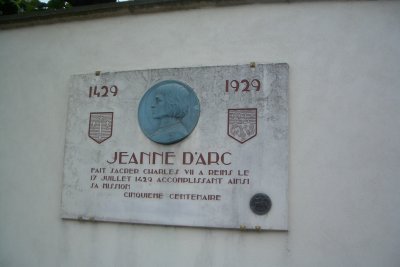 1429 1929
JEANNE D'ARC
FAIT SACRER CHARLES VII A REIMS LE
17 JUILLET 1429 ACCOMPLISSANT AINSI
SA MISSION
CINQUIEME CENTENAIRE